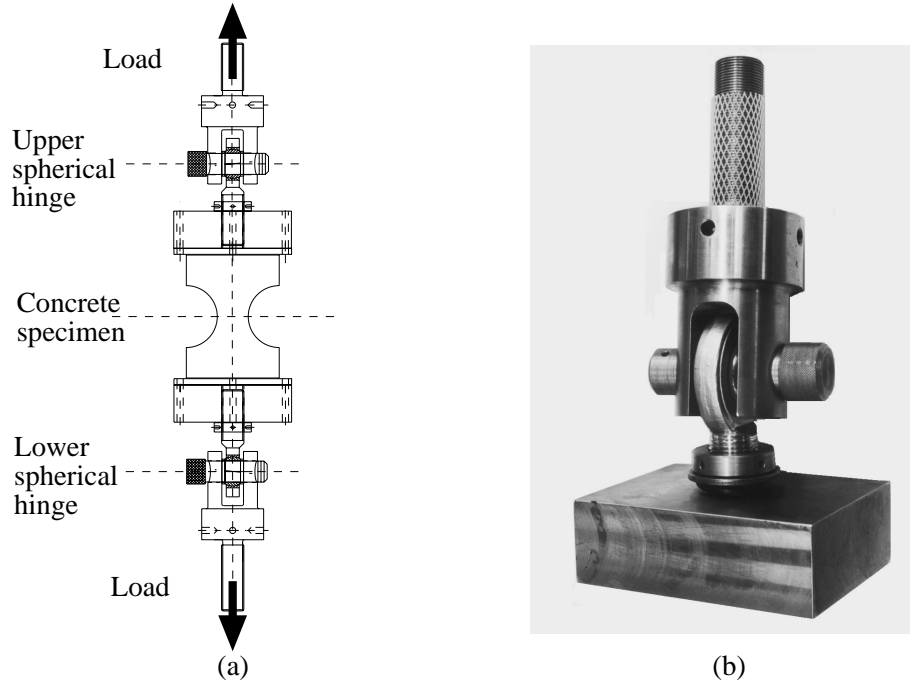 Load
Upper
spherical
hinge
Concrete
specimen
Lower
spherical
hinge
Load
(a)
(b)